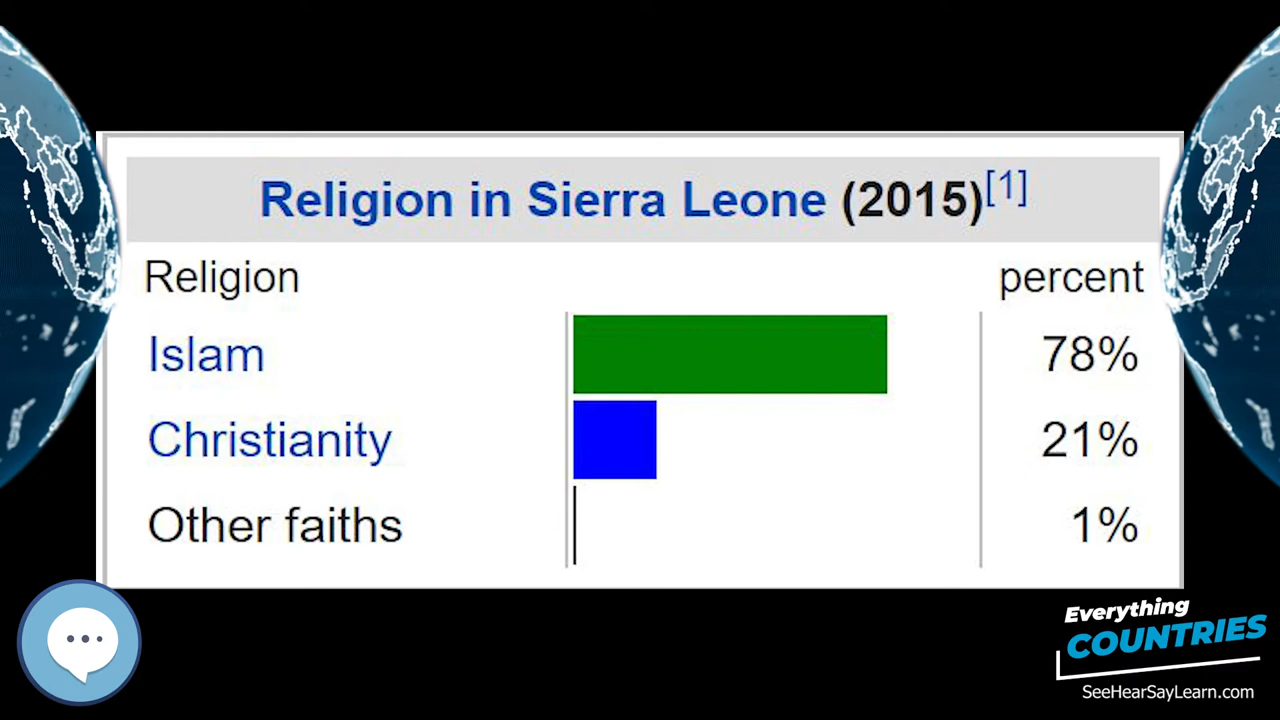 Religion in Sierra Leone (2015)[1]
Religion percent
Islam 78%
Christianity 21%
Other faiths 1%
Everything
COUNTRIES
SeeHearSayLearn.com